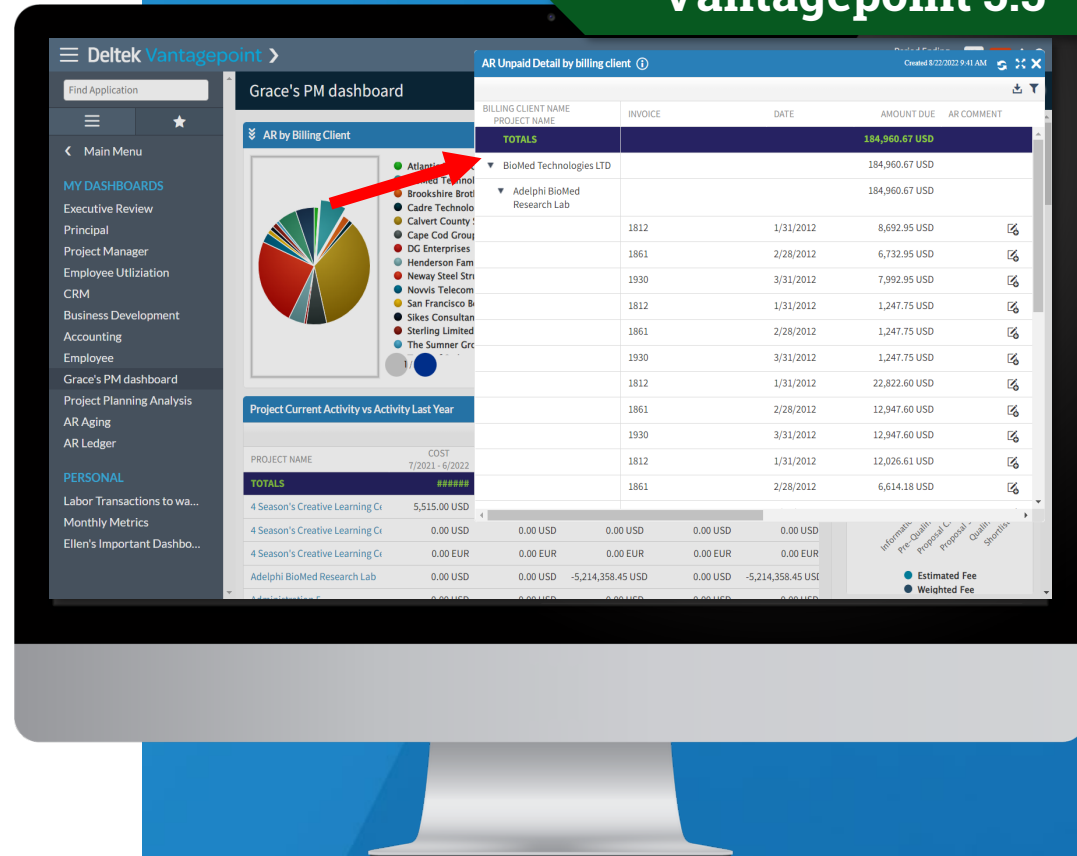 Vantagepoint 5.5
Deltek Vantagepoint
Find Application
Main Menu
MY DASHBOARDS
Executive Review
Principal
Project Manager
Employee Utliziation
CRM
Business Development
Accounting
Employee
Grace's PM dashboard
Project Planning Analysis
AR Aging
AR Ledger
PERSONAL
Labor Transactions to wa...
Monthly Metrics
Ellen's Important Dashbo...
Grace's PM dashboard
AR by Billing Client
Brookshire
Cadre
Calvert County
Cape Cod
DG Enterprises
Henderson
Neway Steel
Novvis
San Francisco
Sikes
Sterling Limited
The Sumner
Project Current Activity vs Activity Last Year
PROJECT NAME COST
7/2021 - 6/2022
TOTALS ######
4 Season's Creative Learning 5,515.00 USD
4 Season's Creative Learning 0.00 USD 0.00 USD 0.00 USD 0.00 USD 0.00 USD
4 Season's Creative Learning 0.00 EUR 0.00 EUR 0.00 EUR 0.00 EUR 0.00 EUR
Adelphi BioMed Research Lab 0.00 USD 0.00 USD -5,214,358.45 USD 0.00 USD -5,214,358.45 USD
AR Unpaid Detail by billing client
Created 8/22/2022 9:41 AM
BILLING CLIENT NAME
PROJECT NAME INVOICE DATE AMOUNT DUE AR COMMENT
TOTALS 184,960.67 USD
BioMed Technologies LTD 184,960.67 USD
Adelphi BioMed 184,960.67 USD
Research Lab
1812 1/31/2012 8,692.95 USD
1861 2/28/2012 6,732.95 USD
1930 3/31/2012 7,992.95 USD
1812 1/31/2012 1,247.75 USD
1861 2/28/2012 1,247.75 USD
1930 3/31/2012 1,247.75 USD
1812 1/31/2012 22,822.60 USD
1861 2/28/2012 12,947.60 USD
1930 3/31/2012 12,947.60 USD
1812 1/31/2012 12,026.61 USD
1861 2/28/2012 6,614.18 USD
Estimated Fee
Weighted Fee